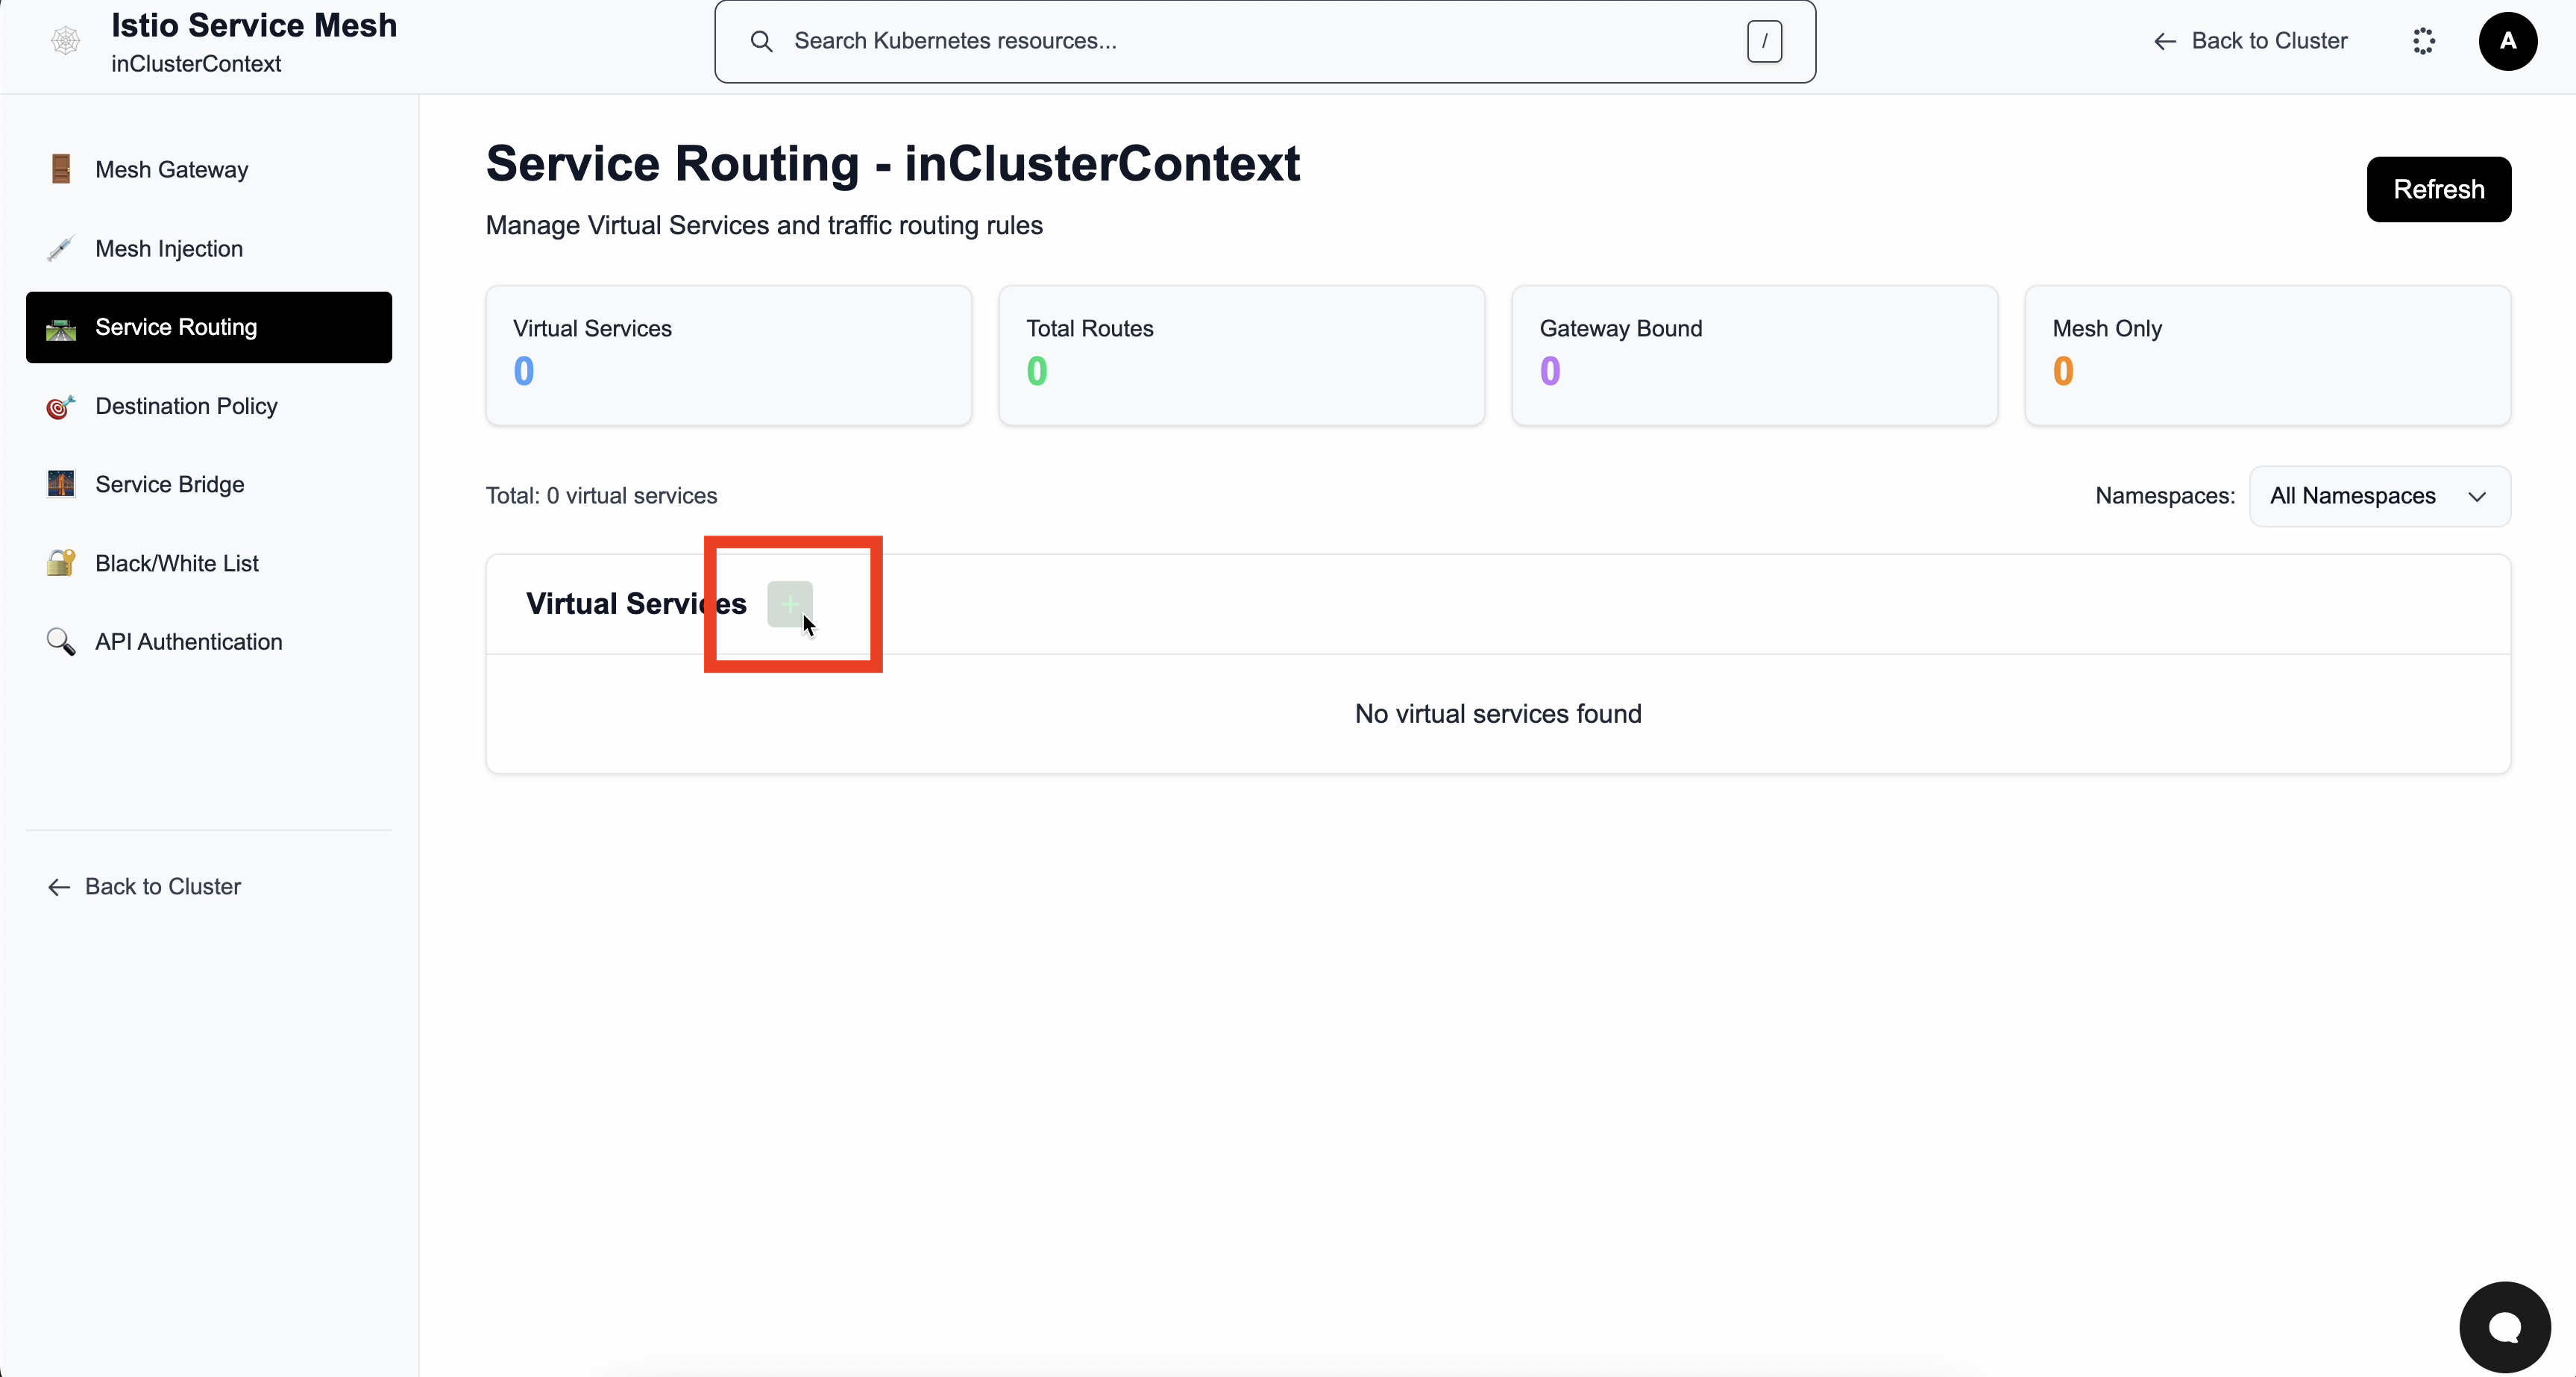 Istio Service Mesh
inClusterContext
Search Kubernetes resources...
/
Back to Cluster
A
Mesh Gateway
Mesh Injection
Service Routing
Destination Policy
Service Bridge
Black/White List
API Authentication
Back to Cluster
Service Routing - inClusterContext
Manage Virtual Services and traffic routing rules
Refresh
Virtual Services
0
Total Routes
0
Gateway Bound
0
Mesh Only
0
Total: 0 virtual services
Namespaces: All Namespaces
Virtual Services +
No virtual services found